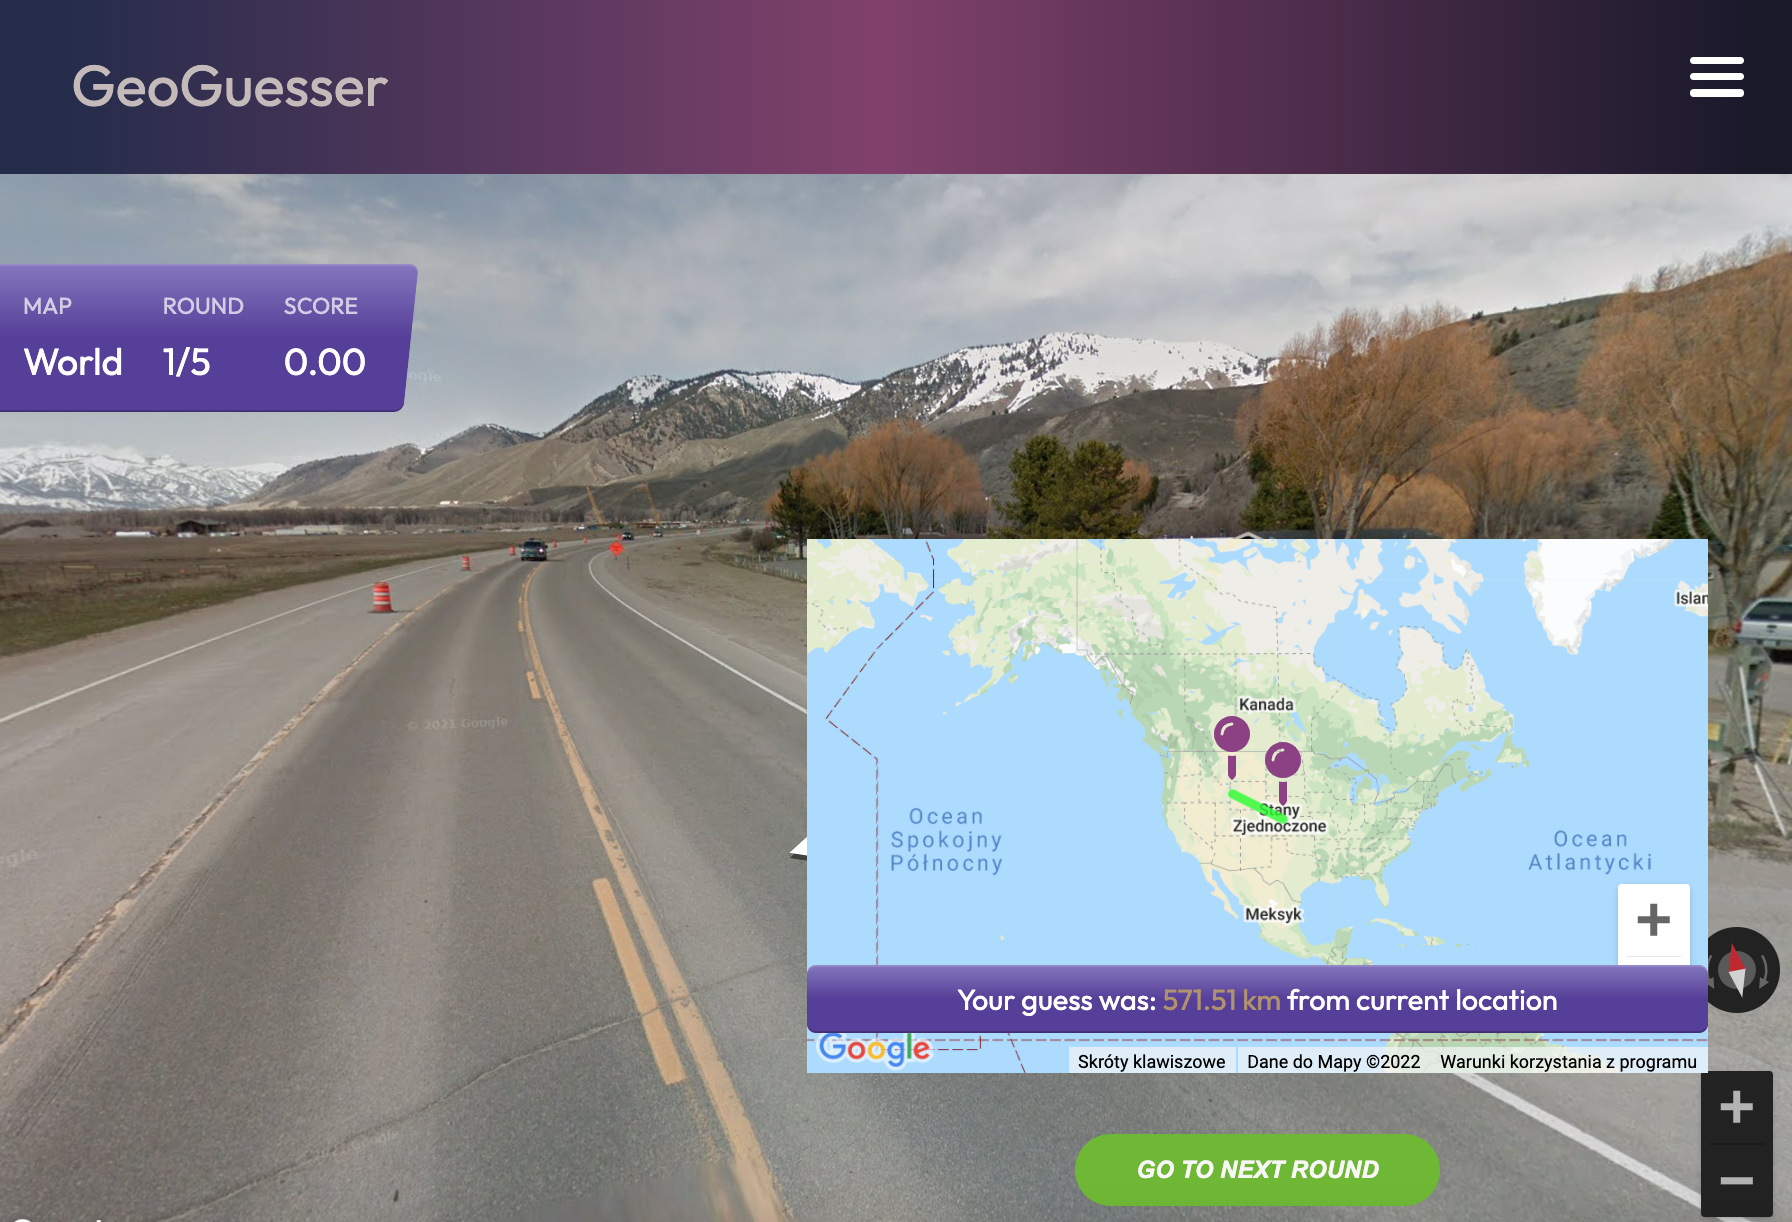 GeoGuesser
MAP ROUND SCORE
World 1/5 0.00
© 2021 Google
Islan
Kanada
Stany
Zjednoczone
Ocean
Spokojny
Północny
Ocean
Atlantycki
Meksyk
Your guess was: 571.51 km from current location
Google
Skróty klawiszowe Dane do Mapy ©2022 Warunki korzystania z programu
GO TO NEXT ROUND